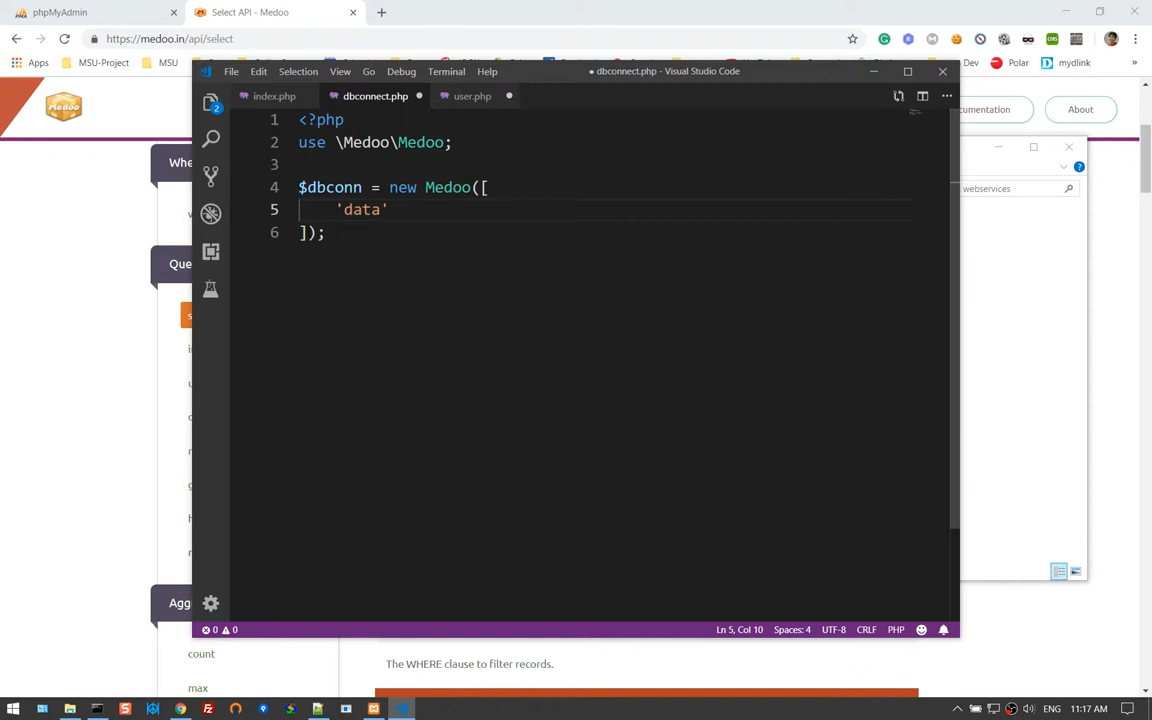 phpMyAdmin
Select API - Medoo
https://medoo.in/api/select
Apps
MSU-Project
MSU
Dev
Polar
mydlink
»
Medoo
File Edit Selection View Go Debug Terminal Help
● dbconnect.php - Visual Studio Code
cumentation
About
index.php
dbconnect.php
user.php
2
1 <?php
2 use \Medoo\Medoo;
3
4 $dbconn = new Medoo([
5 'data'
6 ]);
webservices
Whe
Que
Agg
count
max
0 0
Ln 5, Col 10
Spaces: 4
UTF-8
CRLF
PHP
The WHERE clause to filter records.
ENG
11:17 AM